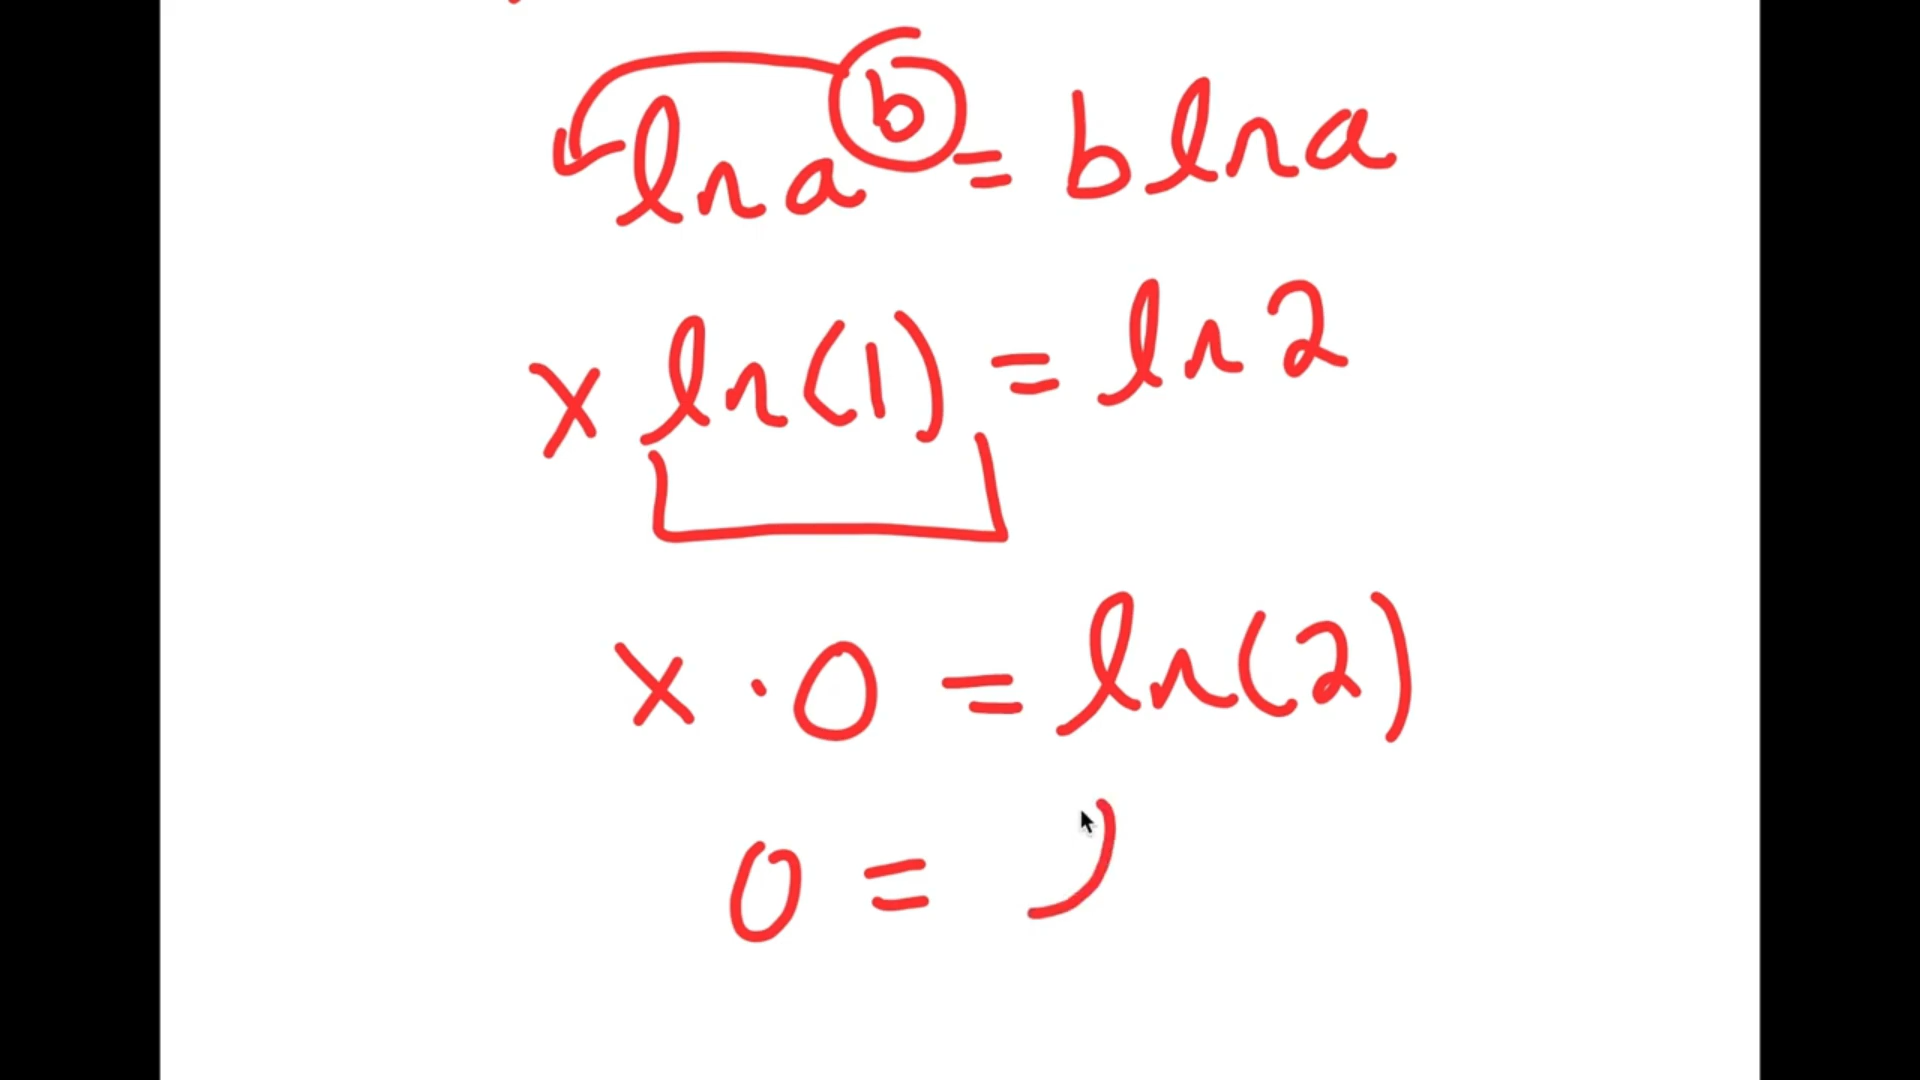 ln a^b = b ln a
x ln(1) = ln 2
x · 0 = ln(2)
0 =